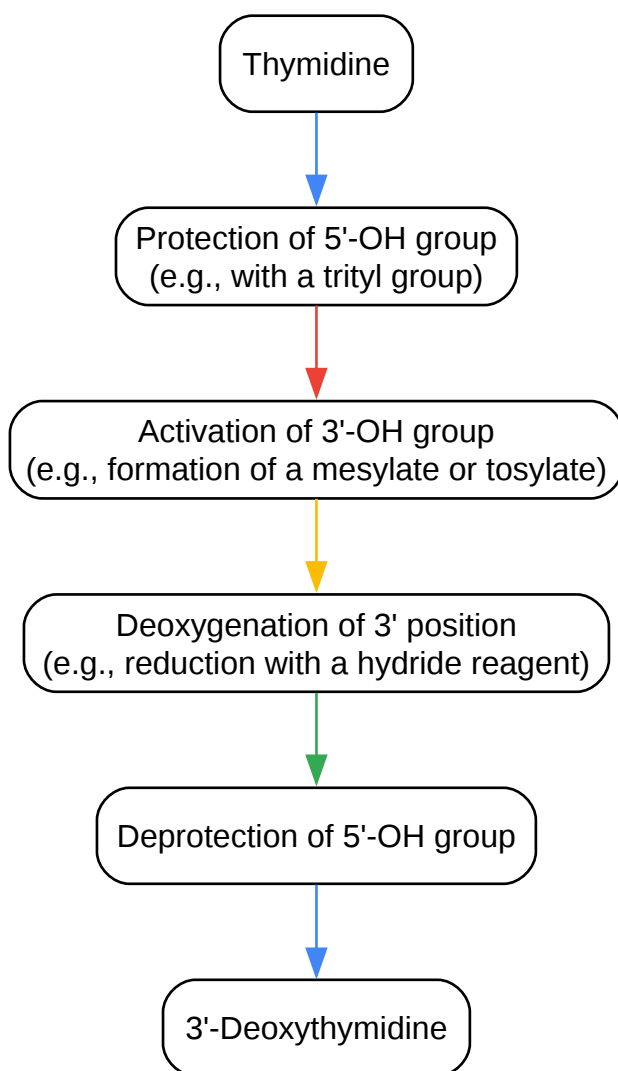 Thymidine
Protection of 5'-OH group
(e.g., with a trityl group)
Activation of 3'-OH group
(e.g., formation of a mesylate or tosylate)
Deoxygenation of 3' position
(e.g., reduction with a hydride reagent)
Deprotection of 5'-OH group
3'-Deoxythymidine